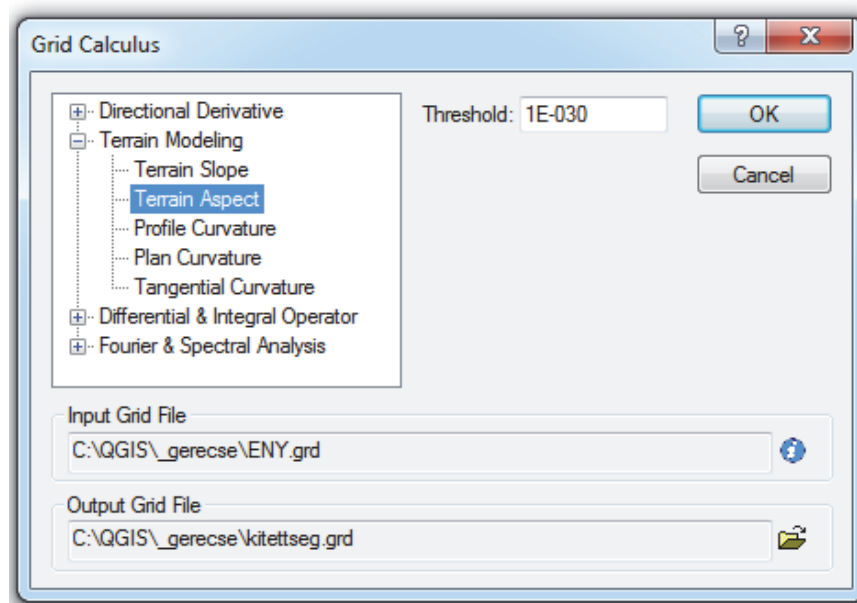 Grid Calculus
Directional Derivative
Terrain Modeling
Terrain Slope
Terrain Aspect
Profile Curvature
Plan Curvature
Tangential Curvature
Differential & Integral Operator
Fourier & Spectral Analysis
Threshold: 1E-030
OK
Cancel
Input Grid File
C:\QGIS\_gerecse\ENY.grd
Output Grid File
C:\QGIS\_gerecse\kitettseg.grd